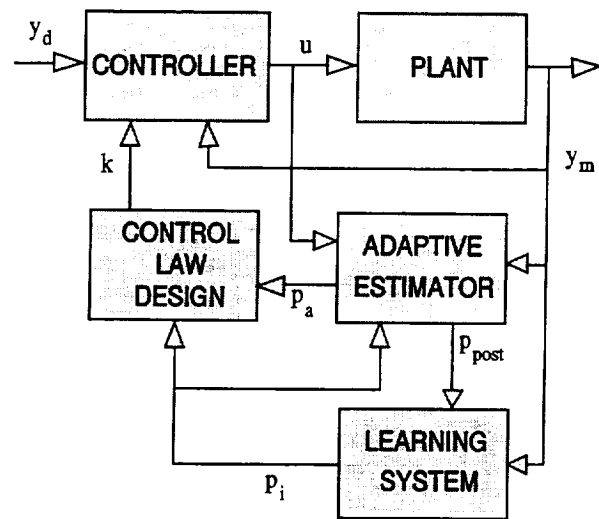 y_d
CONTROLLER
u
PLANT
y_m
k
CONTROL
LAW
DESIGN
p_a
ADAPTIVE
ESTIMATOR
p_post
LEARNING
SYSTEM
p_i